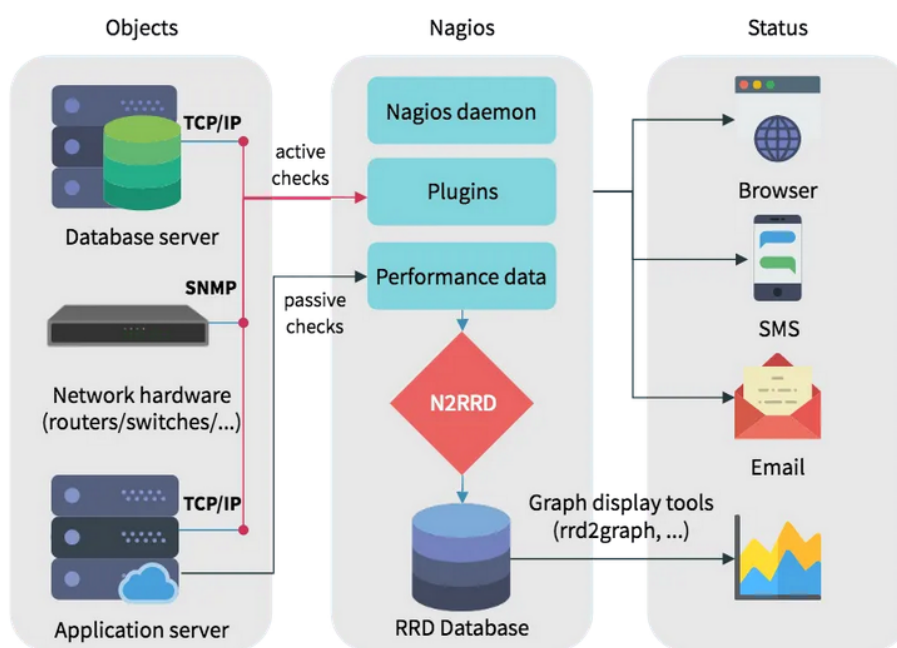 Objects
Nagios
Status
TCP/IP
Database server
SNMP
Network hardware
(routers/switches/...)
TCP/IP
Application server
active
checks
passive
checks
Nagios daemon
Plugins
Performance data
N2RRD
RRD Database
Graph display tools
(rrd2graph, ...)
Browser
SMS
Email